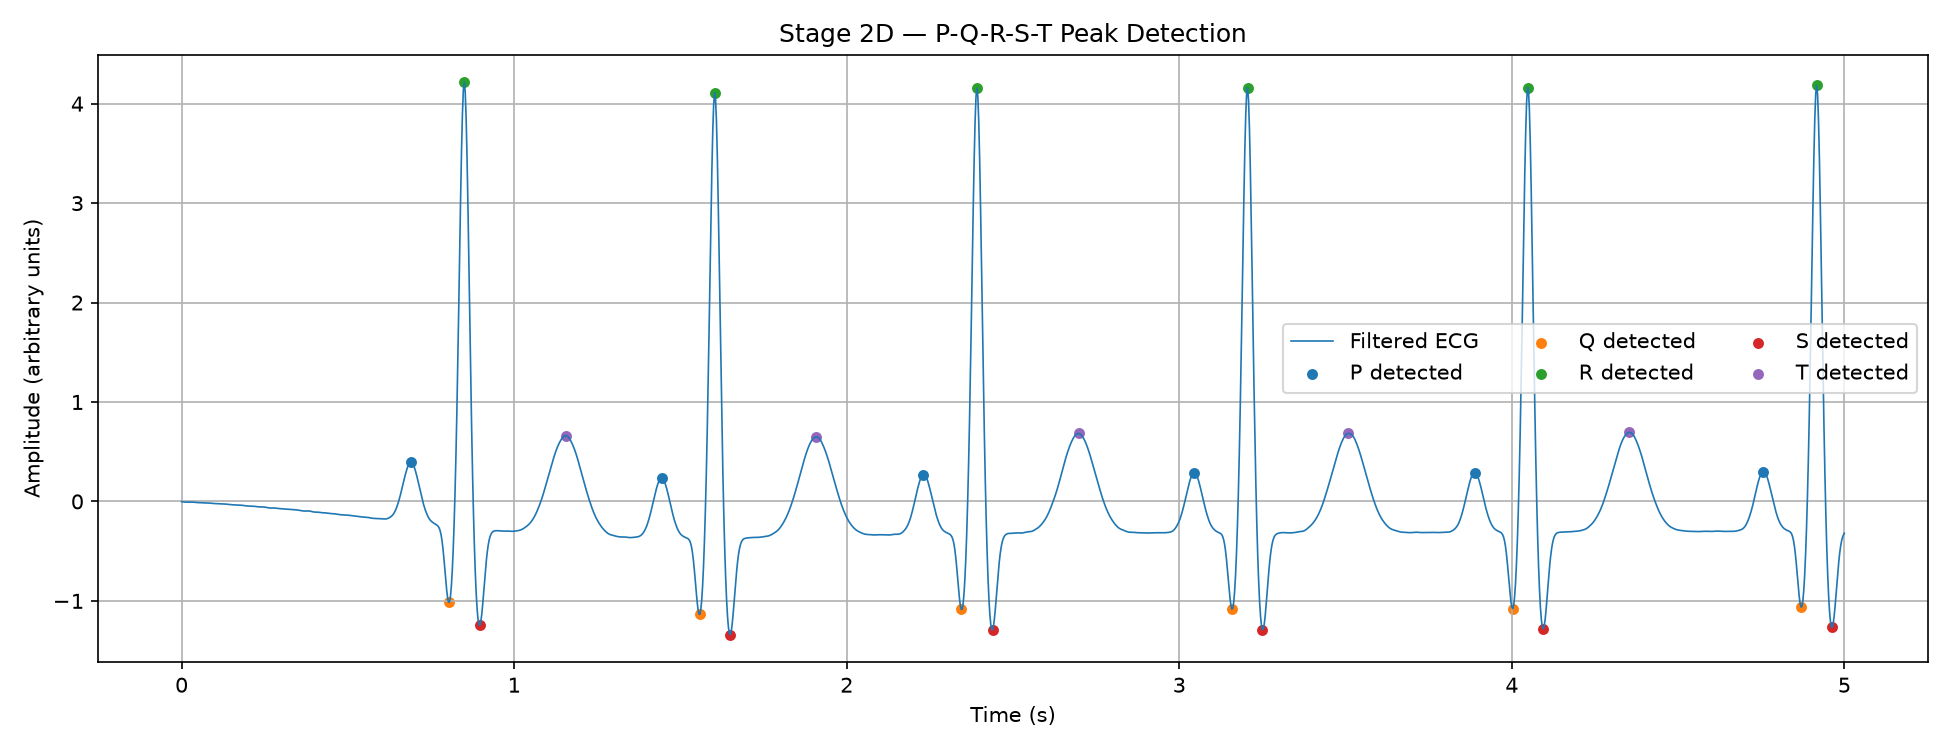 Stage 2D — P-Q-R-S-T Peak Detection
Amplitude (arbitrary units)
4
3
2
1
0
−1
Filtered ECG
P detected
Q detected
R detected
S detected
T detected
0 1 2 3 4 5
Time (s)